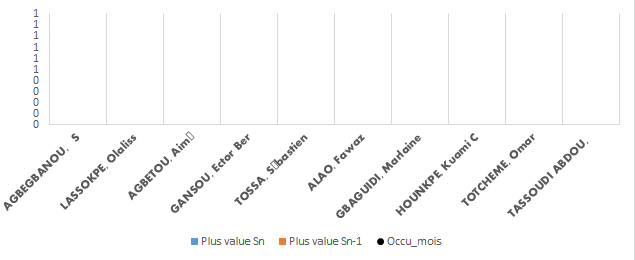 1
1
1
1
1
1
0
0
0
0
0
AGBEGBANOU, S
LASSOKPE, Olaliss
AGBETOU, Aim
GANSOU, Ector Ber
TOSSA, S▯bastien
ALAO, Fawaz
GBAGUIDI, Marlaine
HOUNKPE, Kuami C
TOTCHEME, Omar
TASSOUDI ABDOU,
Plus value Sn Plus value Sn-1 Occu_mois